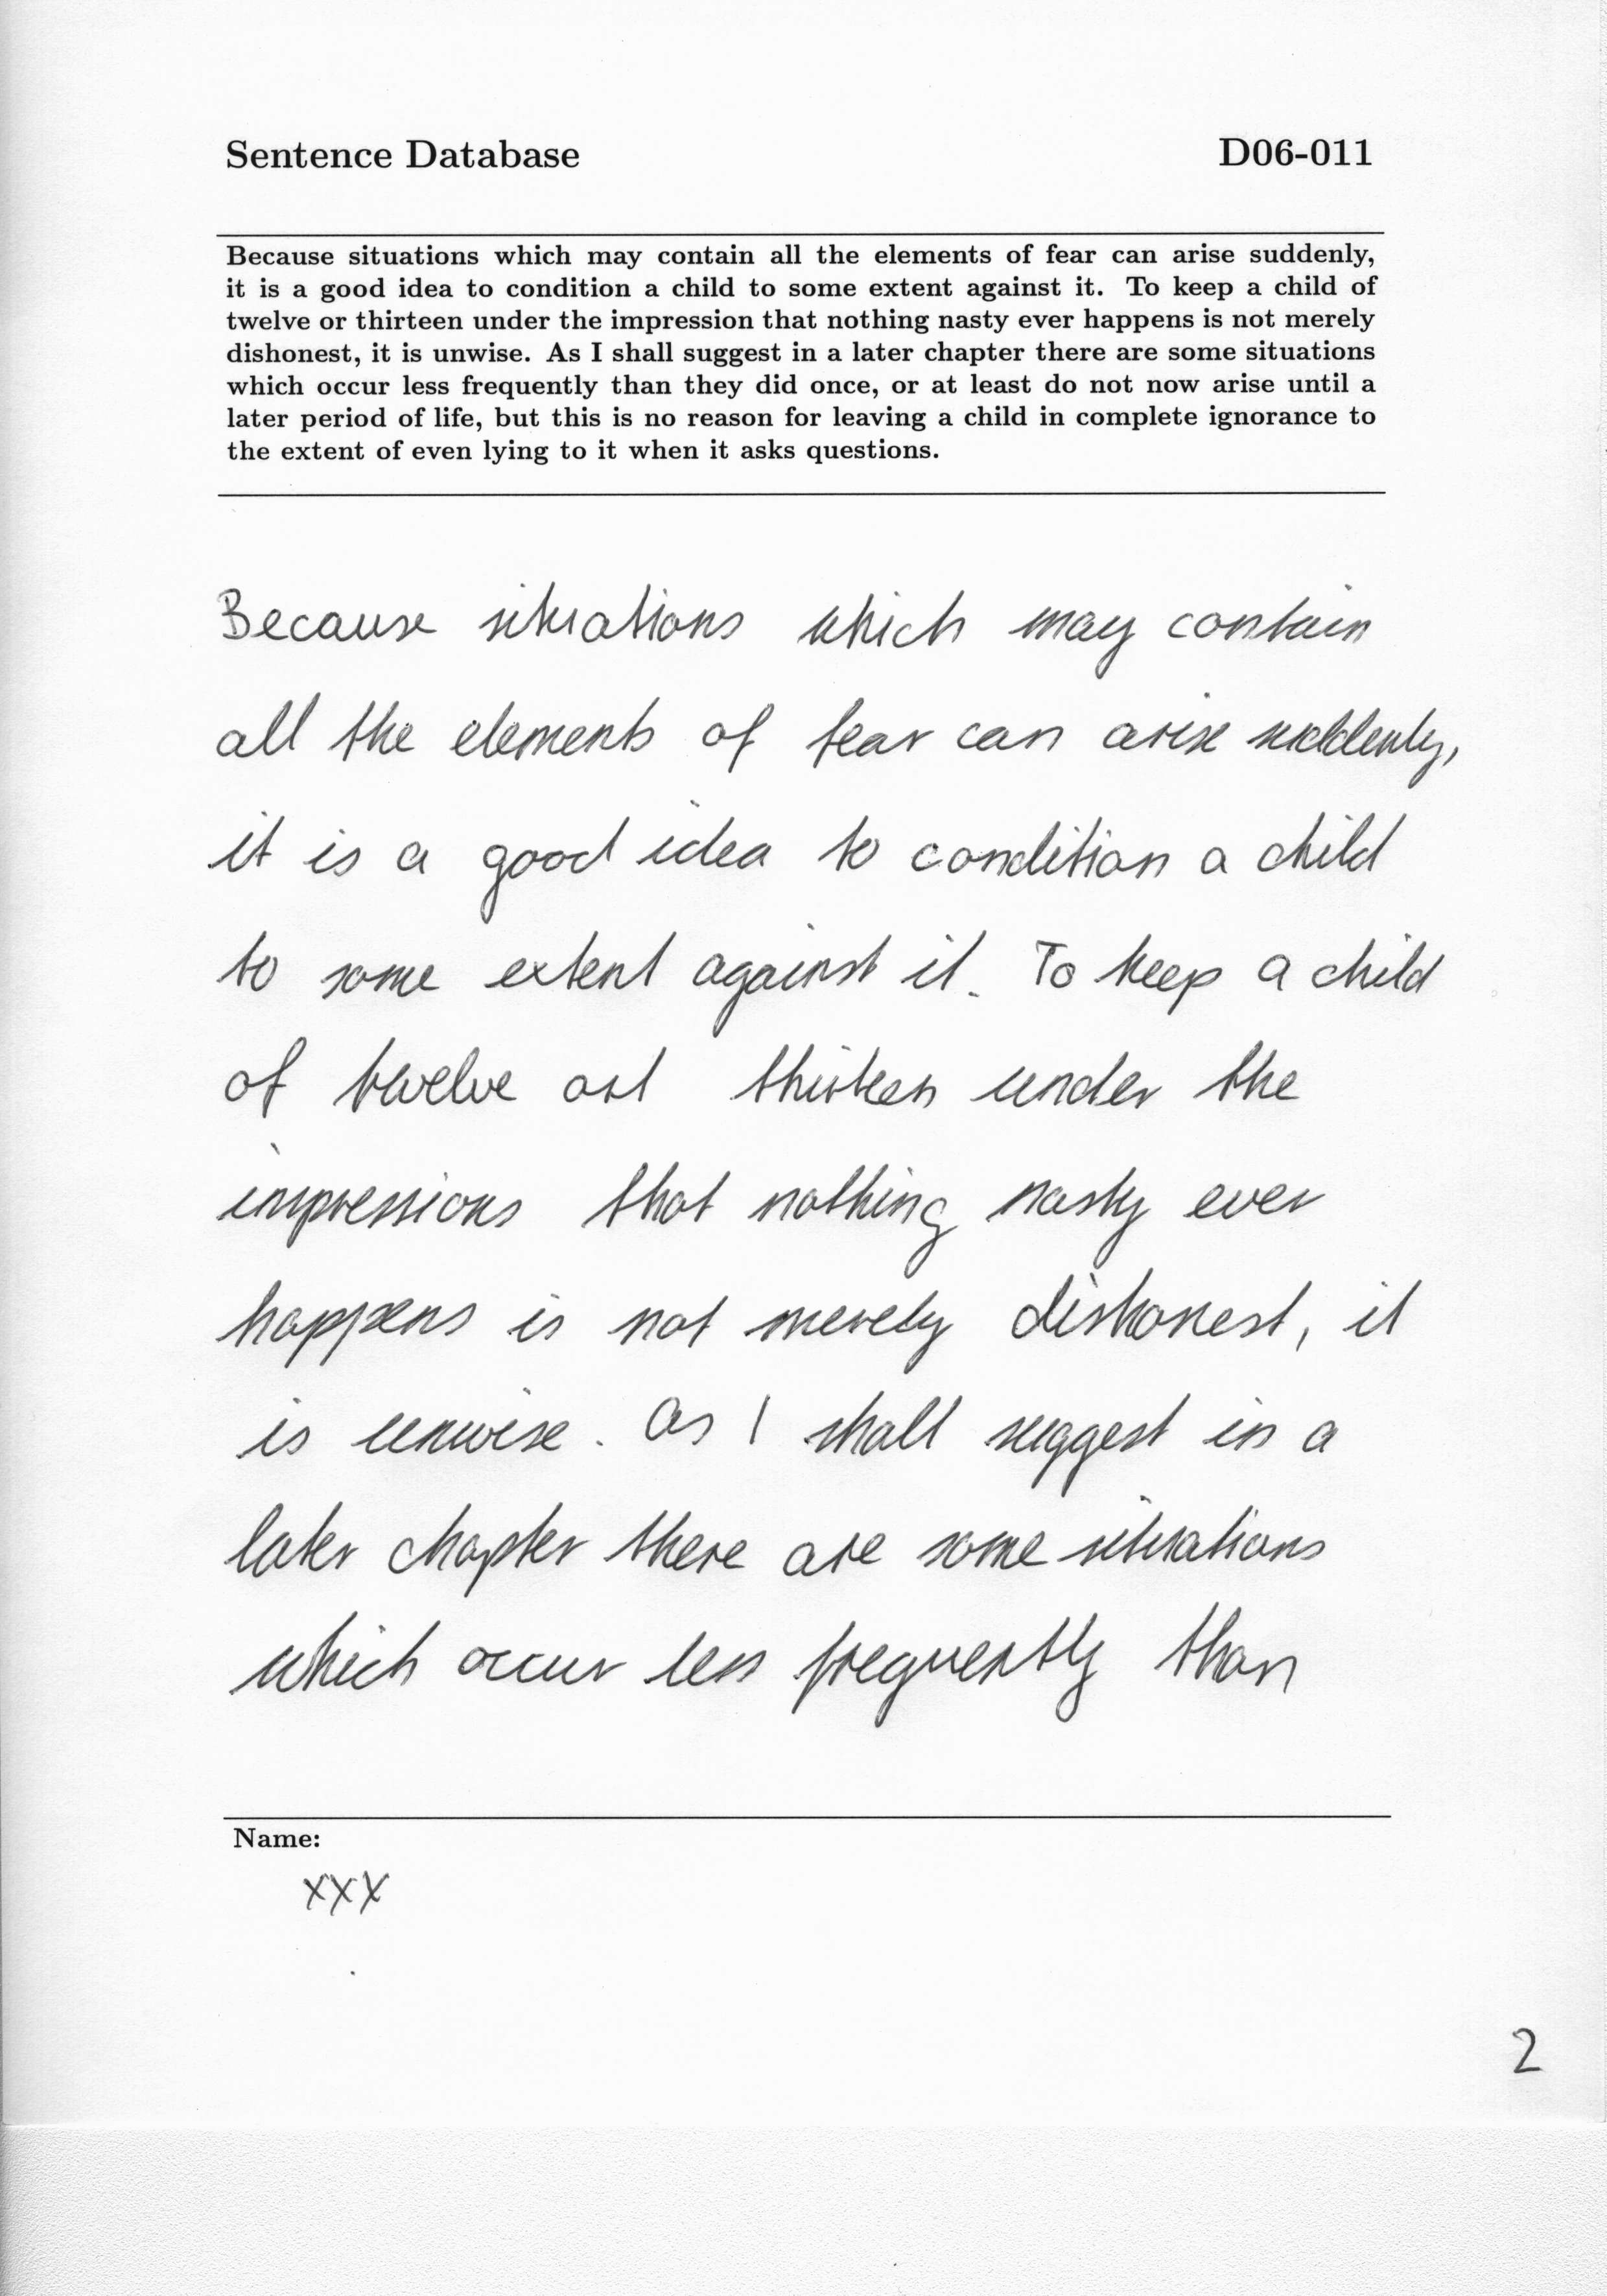 Sentence Database D06-011
Because situations which may contain all the elements of fear can arise suddenly,
it is a good idea to condition a child to some extent against it. To keep a child of
twelve or thirteen under the impression that nothing nasty ever happens is not merely
dishonest, it is unwise. As I shall suggest in a later chapter there are some situations
which occur less frequently than they did once, or at least do not now arise until a
later period of life, but this is no reason for leaving a child in complete ignorance to
the extent of even lying to it when it asks questions.
Because situations which may contain
all the elements of fear can arise suddenly,
it is a good idea to condition a child
to some extent against it. To keep a child
of twelve ort thirteen under the
impressions that nothing nasty ever
happens is not merely dishonest, it
is unwise. As I shall suggest in a
later chapter there are some situations
which occur less frequently than
Name:
XXX
2